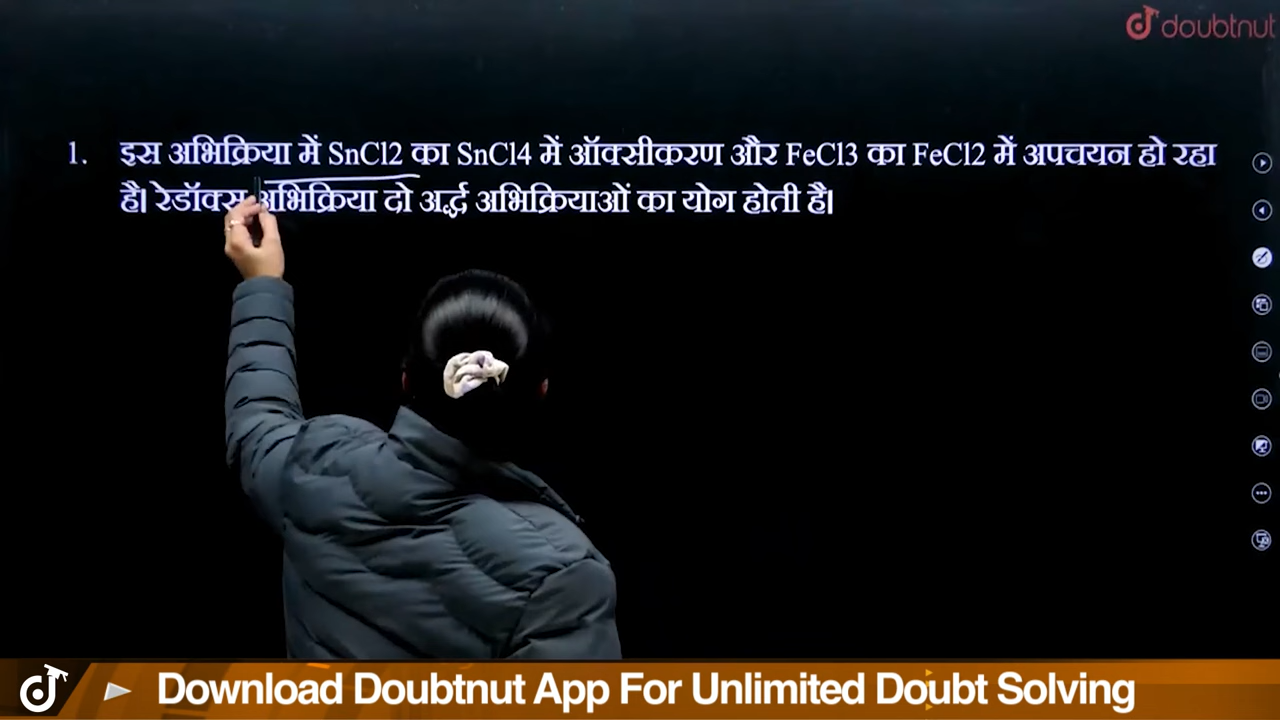 doubtnut
1. इस अभिक्रिया में SnCl2 का SnCl4 में ऑक्सीकरण और FeCl3 का FeCl2 में अपचयन हो रहा
है। रेडॉक्स अभिक्रिया दो अर्द्ध अभिक्रियाओं का योग होती है।
Download Doubtnut App For Unlimited Doubt Solving